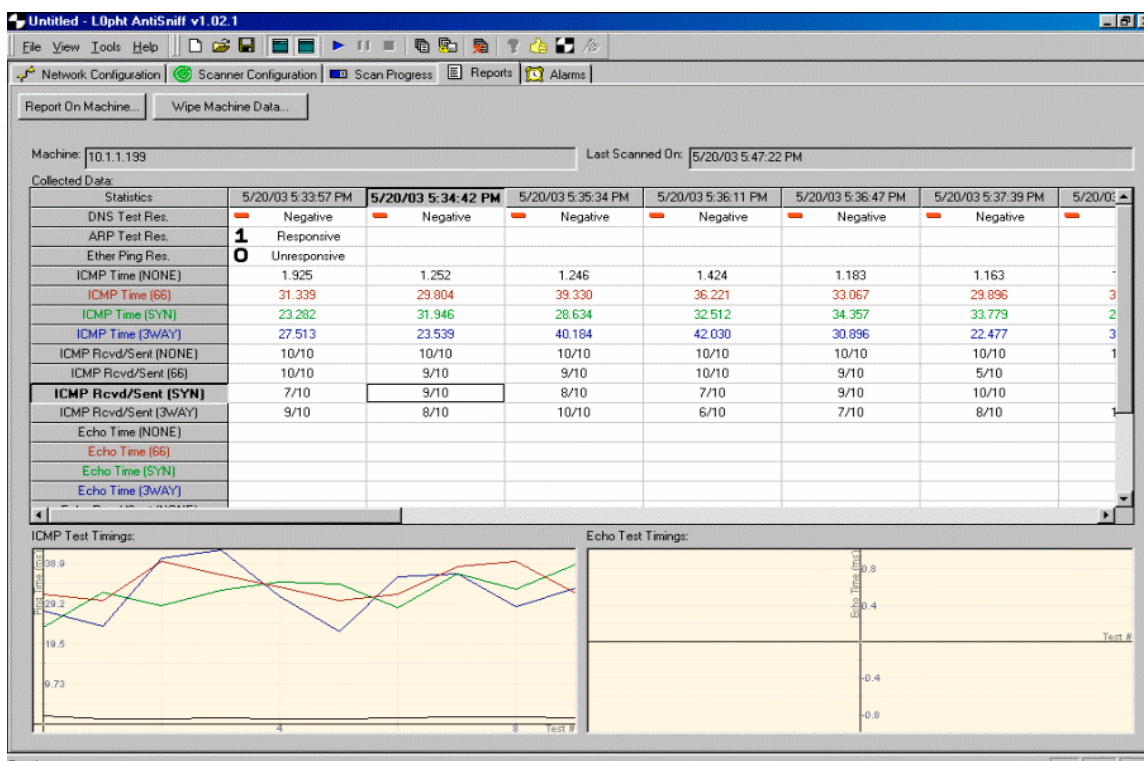 Untitled - L0pht AntiSniff v1.02.1
File View Tools Help
Network Configuration Scanner Configuration Scan Progress Reports Alarms
Report On Machine... Wipe Machine Data...
Machine: 10.1.1.199 Last Scanned On: 5/20/03 5:47:22 PM
Collected Data:
Statistics 5/20/03 5:33:57 PM 5/20/03 5:34:42 PM 5/20/03 5:35:34 PM 5/20/03 5:36:11 PM 5/20/03 5:36:47 PM 5/20/03 5:37:39 PM
DNS Test Res. Negative Negative Negative Negative Negative Negative
ARP Test Res. 1 Responsive
Ether Ping Res. 0 Unresponsive
ICMP Time (NONE) 1.925 1.252 1.246 1.424 1.183 1.163
ICMP Time (66) 31.339 29.804 39.330 36.221 33.067 29.896
ICMP Time (SYN) 23.282 31.946 28.634 32.512 34.357 33.779
ICMP Time (3WAY) 27.513 23.539 40.184 42.030 30.896 22.477
ICMP Rcvd/Sent (NONE) 10/10 10/10 10/10 10/10 10/10 10/10
ICMP Rcvd/Sent (66) 10/10 9/10 9/10 10/10 9/10 5/10
ICMP Rcvd/Sent (SYN) 7/10 9/10 8/10 7/10 9/10 10/10
ICMP Rcvd/Sent (3WAY) 9/10 8/10 10/10 6/10 7/10 8/10
Echo Time (NONE)
Echo Time (66)
Echo Time (SYN)
Echo Time (3WAY)
ICMP Test Timings: Echo Test Timings:
Ping Time (ms)
38.9
29.2
19.5
9.73
4 8 Test #
Echo Time (ms)
0.8
0.4
Test #
-0.4
-0.8